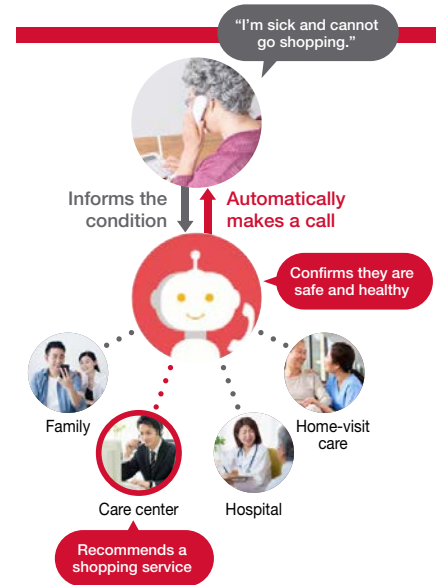 “I’m sick and cannot
go shopping.”
Informs the
condition
Automatically
makes a call
Confirms they are
safe and healthy
Family
Home-visit
care
Care center
Hospital
Recommends a
shopping service